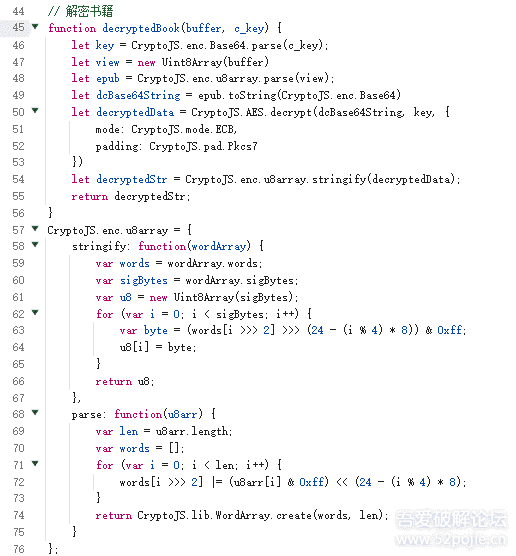 44 // 解密书籍
45 function decryptedBook(buffer, c_key) {
46     let key = CryptoJS.enc.Base64.parse(c_key);
47     let view = new Uint8Array(buffer)
48     let epub = CryptoJS.enc.u8array.parse(view);
49     let dcBase64String = epub.toString(CryptoJS.enc.Base64)
50     let decryptedData = CryptoJS.AES.decrypt(dcBase64String, key, {
51         mode: CryptoJS.mode.ECB,
52         padding: CryptoJS.pad.Pkcs7
53     })
54     let decryptedStr = CryptoJS.enc.u8array.stringify(decryptedData);
55     return decryptedStr;
56 }
57 CryptoJS.enc.u8array = {
58     stringify: function(wordArray) {
59         var words = wordArray.words;
60         var sigBytes = wordArray.sigBytes;
61         var u8 = new Uint8Array(sigBytes);
62         for (var i = 0; i < sigBytes; i++) {
63             var byte = (words[i >>> 2] >>> (24 - (i % 4) * 8)) & 0xff;
64             u8[i] = byte;
65         }
66         return u8;
67     },
68     parse: function(u8arr) {
69         var len = u8arr.length;
70         var words = [];
71         for (var i = 0; i < len; i++) {
72             words[i >>> 2] |= (u8arr[i] & 0xff) << (24 - (i % 4) * 8);
73         }
74         return CryptoJS.lib.WordArray.create(words, len);
75     }
76 };
吾爱破解论坛
www.52pojie.cn